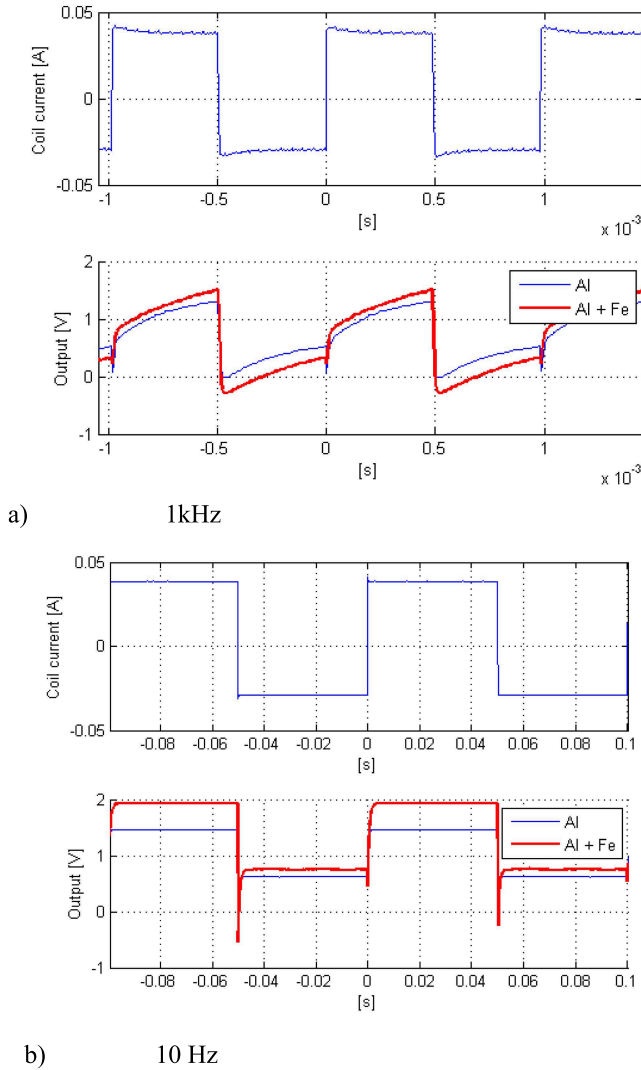 0.05
0
-0.05
Coil current [A]
-1 -0.5 0 0.5 1
[s]
x 10⁻³
2
1
0
-1
Output [V]
Al
Al + Fe
-1 -0.5 0 0.5 1
[s]
x 10⁻³
a) 1kHz
0.05
0
-0.05
Coil current [A]
-0.08 -0.06 -0.04 -0.02 0 0.02 0.04 0.06 0.08 0.1
[s]
2
1
0
-1
Output [V]
Al
Al + Fe
-0.08 -0.06 -0.04 -0.02 0 0.02 0.04 0.06 0.08 0.1
[s]
b) 10 Hz